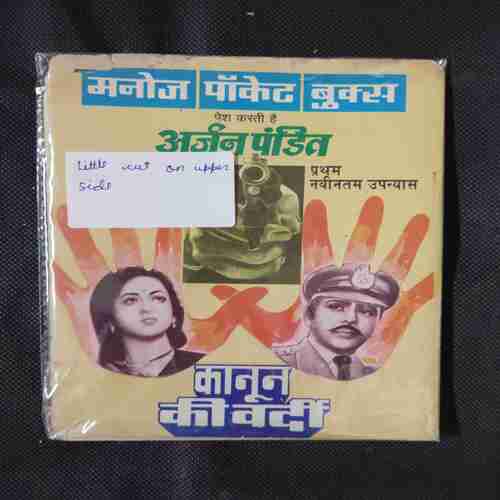 मनोज पॉकेट बुक्स
पेश करती है
अर्जुन पंडित
Little cut on upper
side
प्रथम
नवीनतम उपन्यास
कानून
की वर्दी